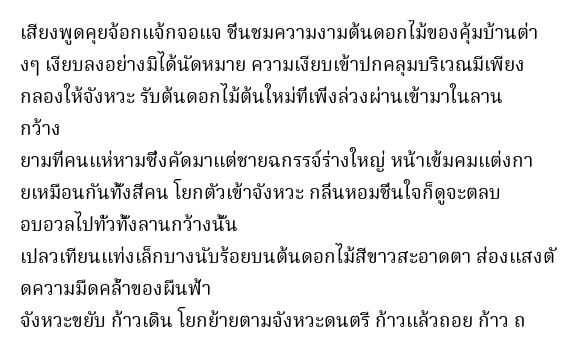 เสียงพูดคุยจ้อกแจ้กจอแจ ชื่นชมความงามต้นดอกไม้ของคุ้มบ้านต่า
งๆ เงียบลงอย่างมิได้นัดหมาย ความเงียบเข้าปกคลุมบริเวณมีเพียง
กลองให้จังหวะ รับต้นดอกไม้ต้นใหม่ที่เพิ่งล่วงผ่านเข้ามาในลาน
กว้าง
ยามที่คนแห่หามซึ่งคัดมาแต่ชายฉกรรจ์ร่างใหญ่ หน้าเข้มคมแต่งกา
ยเหมือนกันทั้งสี่คน โยกตัวเข้าจังหวะ กลิ่นหอมชื่นใจก็ดูจะตลบ
อบอวลไปทั่วทั้งลานกว้างนั้น
เปลวเทียนแท่งเล็กบางนับร้อยบนต้นดอกไม้สีขาวสะอาดตา ส่องแสงตั
ดความมืดคล้ำของผืนฟ้า
จังหวะขยับ ก้าวเดิน โยกย้ายตามจังหวะดนตรี ก้าวแล้วถอย ก้าว ถ